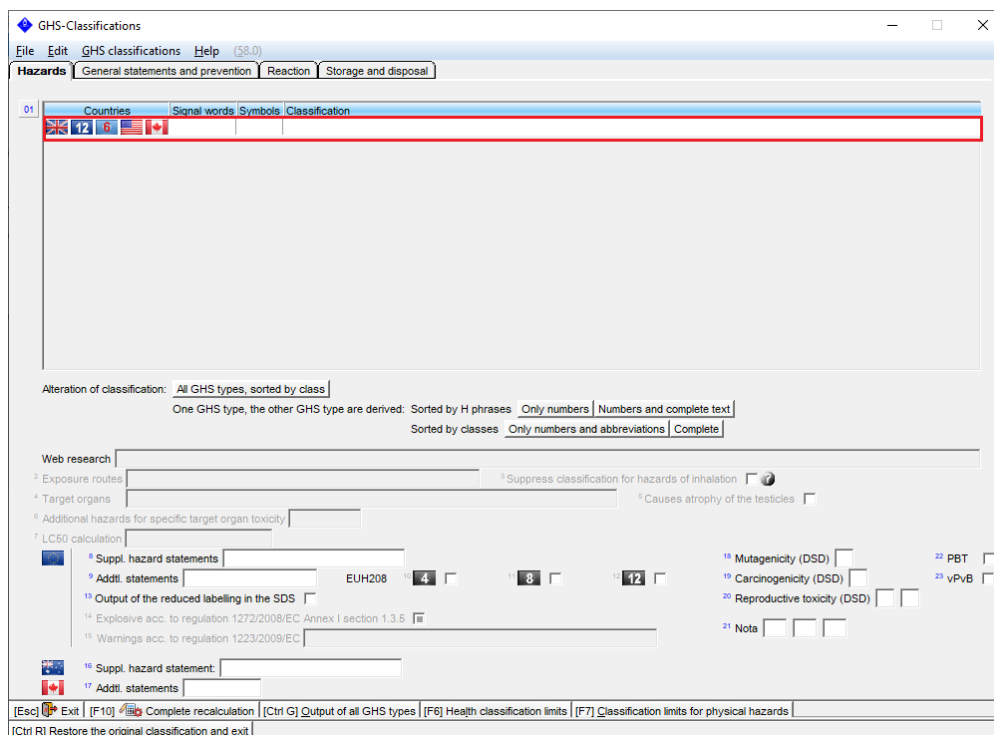 GHS-Classifications
File Edit GHS classifications Help (58.0)
Hazards General statements and prevention Reaction Storage and disposal
01 Countries Signal words Symbols Classification
12 6
Alteration of classification: All GHS types, sorted by class
One GHS type, the other GHS type are derived: Sorted by H phrases Only numbers Numbers and complete text
Sorted by classes Only numbers and abbreviations Complete
Web research
2 Exposure routes 3 Suppress classification for hazards of inhalation ?
4 Target organs 5 Causes atrophy of the testicles
6 Additional hazards for specific target organ toxicity
7 LC50 calculation
8 Suppl. hazard statements 18 Mutagenicity (DSD) 22 PBT
9 Addtl. statements EUH208 10 4 11 8 12 12 19 Carcinogenicity (DSD) 23 vPvB
13 Output of the reduced labelling in the SDS 20 Reproductive toxicity (DSD)
14 Explosive acc. to regulation 1272/2008/EC Annex I section 1.3.5
15 Warnings acc. to regulation 1223/2009/EC 21 Nota
16 Suppl. hazard statement:
17 Addtl. statements
[Esc] Exit [F10] Complete recalculation [Ctrl G] Output of all GHS types [F6] Health classification limits [F7] Classification limits for physical hazards
[Ctrl R] Restore the original classification and exit